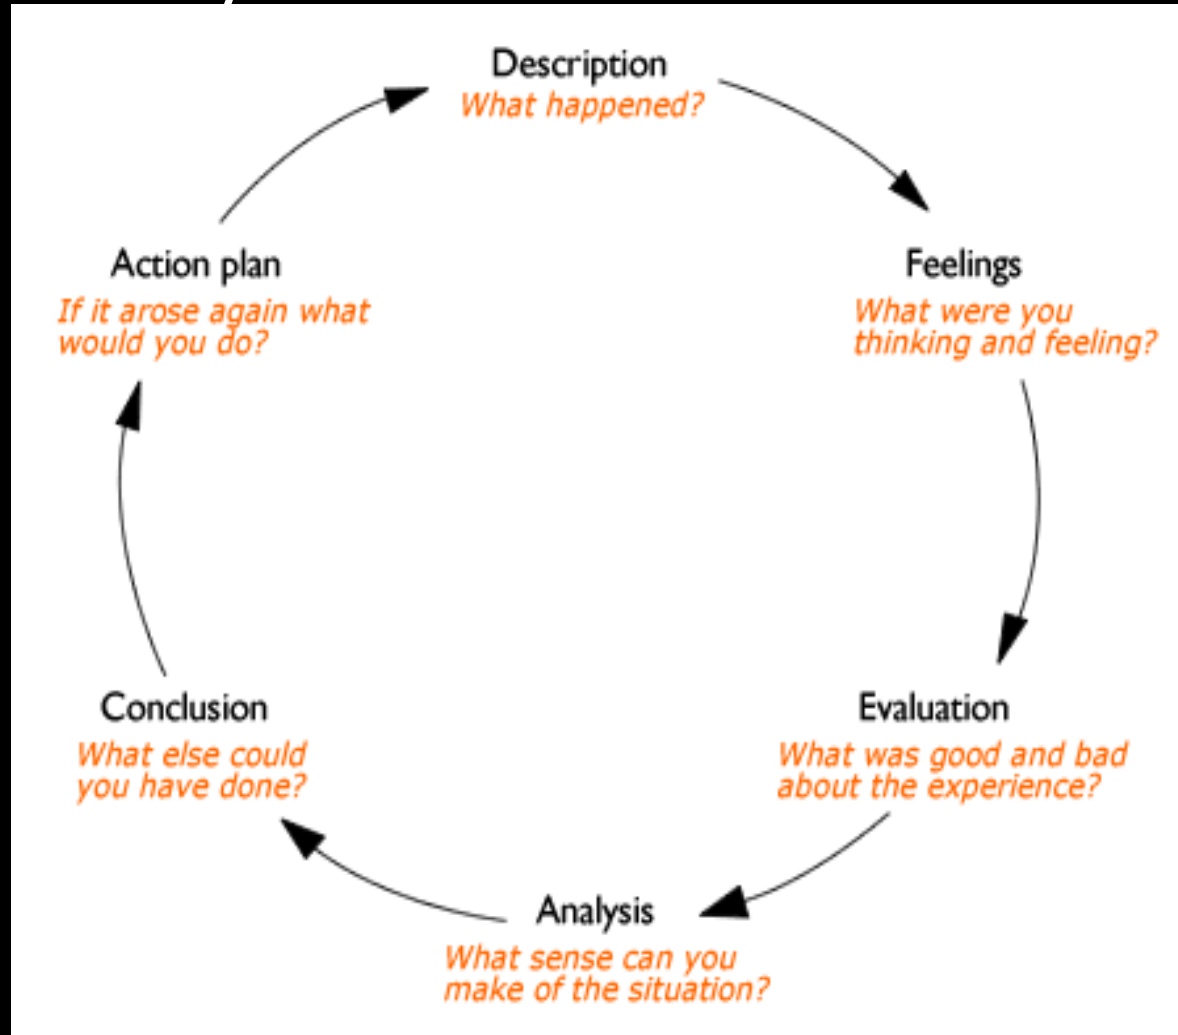 Description
What happened?
Feelings
What were you
thinking and feeling?
Evaluation
What was good and bad
about the experience?
Analysis
What sense can you
make of the situation?
Conclusion
What else could
you have done?
Action plan
If it arose again what
would you do?